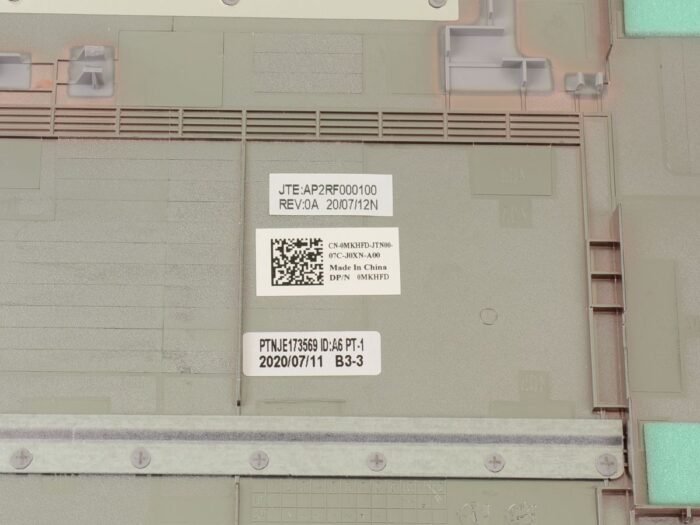 JTE:AP2RF000100
REV:0A 20/07/12N
CN-0MKHFD-JTN00-
07C-J0XN-A00
Made In China
DP/N 0MKHFD
PTNJE173569 ID:A6 PT-1
2020/07/11 B3-3